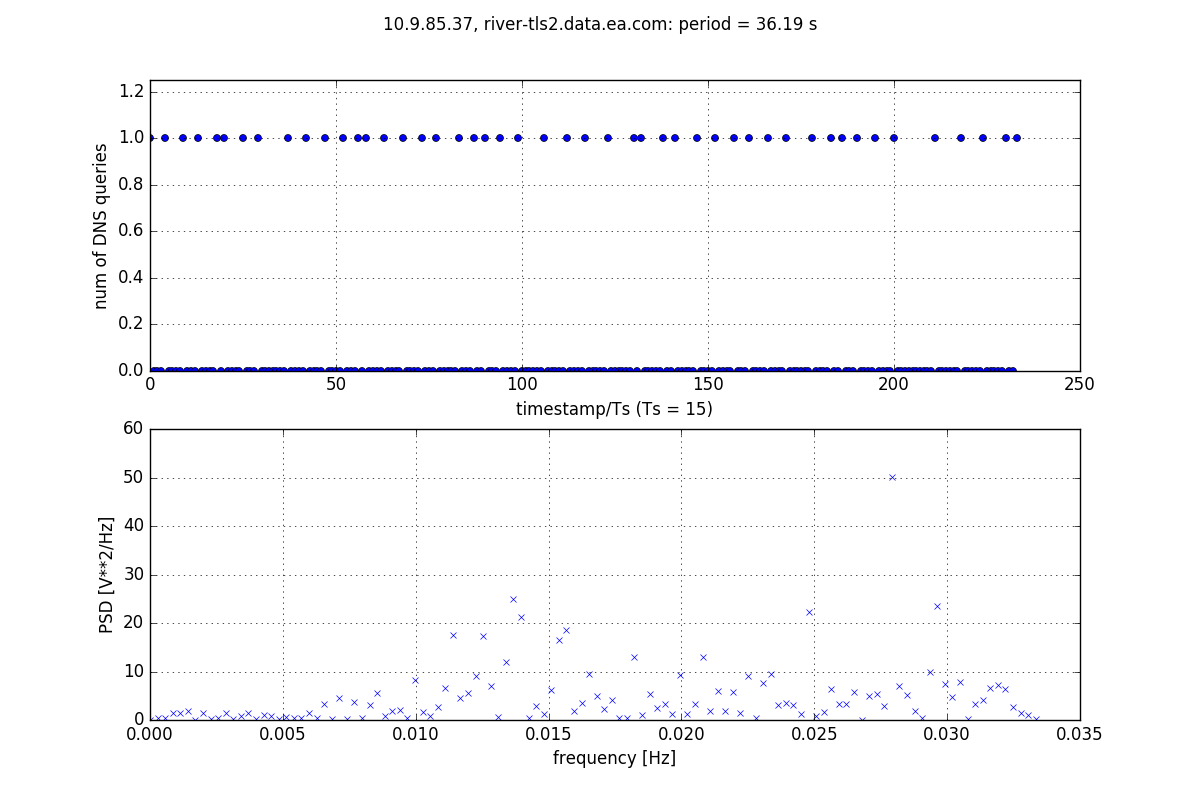 10.9.85.37, river-tls2.data.ea.com: period = 36.19 s
1.2
1.0
0.8
0.6
0.4
0.2
0.0
num of DNS queries
0 50 100 150 200 250
timestamp/Ts (Ts = 15)
60
50
40
30
20
10
0
PSD [V**2/Hz]
0.000 0.005 0.010 0.015 0.020 0.025 0.030 0.035
frequency [Hz]